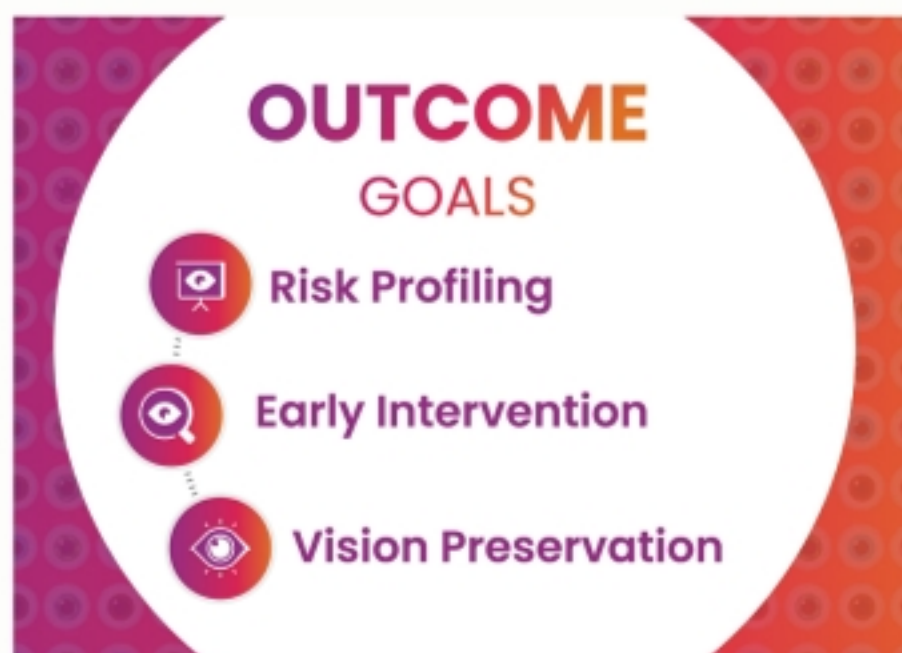 OUTCOME
GOALS
Risk Profiling
Early Intervention
Vision Preservation